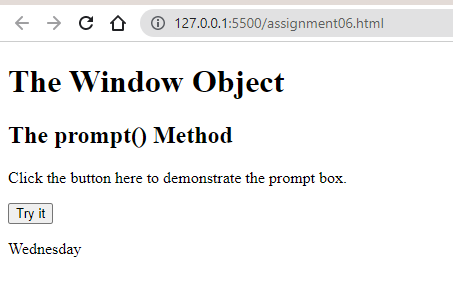 127.0.0.1:5500/assignment06.html
The Window Object
The prompt() Method
Click the button here to demonstrate the prompt box.
Try it
Wednesday